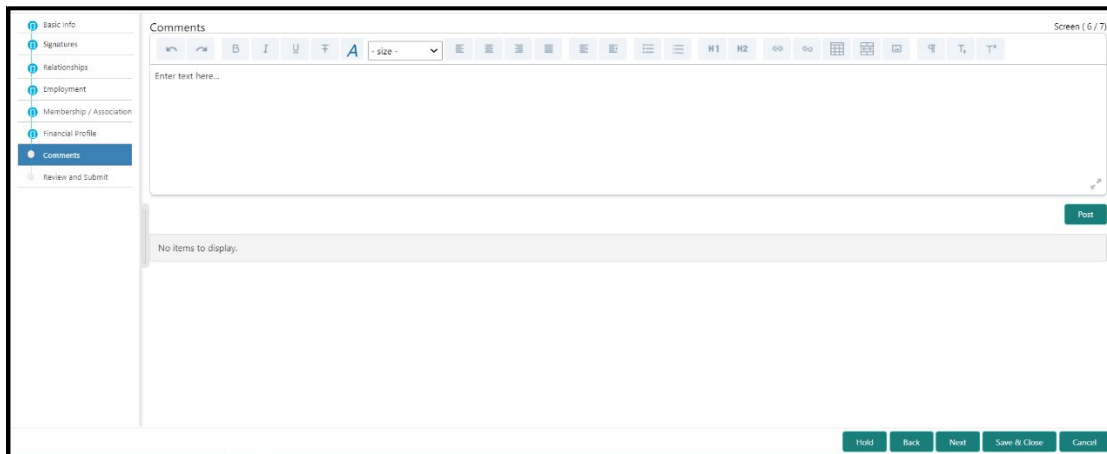 Basic Info
Signatures
Relationships
Employment
Membership / Association
Financial Profile
Comments
Review and Submit
Comments
Screen ( 6 / 7)
B I U T A - size - H1 H2 ¶ Ts T+
Enter text here...
Post
No items to display.
Hold Back Next Save & Close Cancel